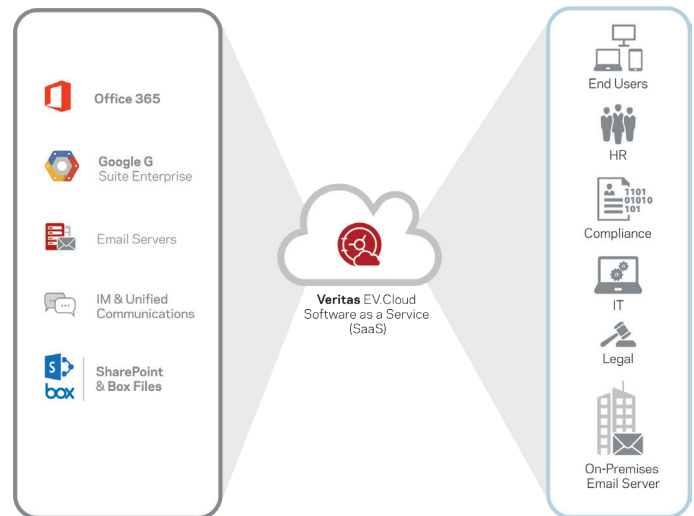 Office 365
Google G
Suite Enterprise
Email Servers
IM & Unified
Communications
S
box
SharePoint
& Box Files
Veritas EV.Cloud
Software as a Service
(SaaS)
End Users
HR
1101
01010
101
Compliance
IT
Legal
On-Premises
Email Server